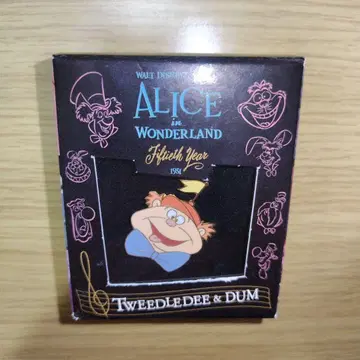 WALT DISNEY'S
ALICE
in
WONDERLAND
Fiftieth Year
1951
TWEEDLEDEE & DUM